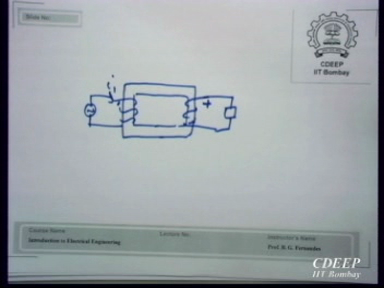 Slide No.
i
CDEEP
IIT Bombay
+
Course Name
Introduction to Electrical Engineering
Lecture No.
Instructor's Name
Prof. B. G. Fernandes
CDEEP
IIT Bombay